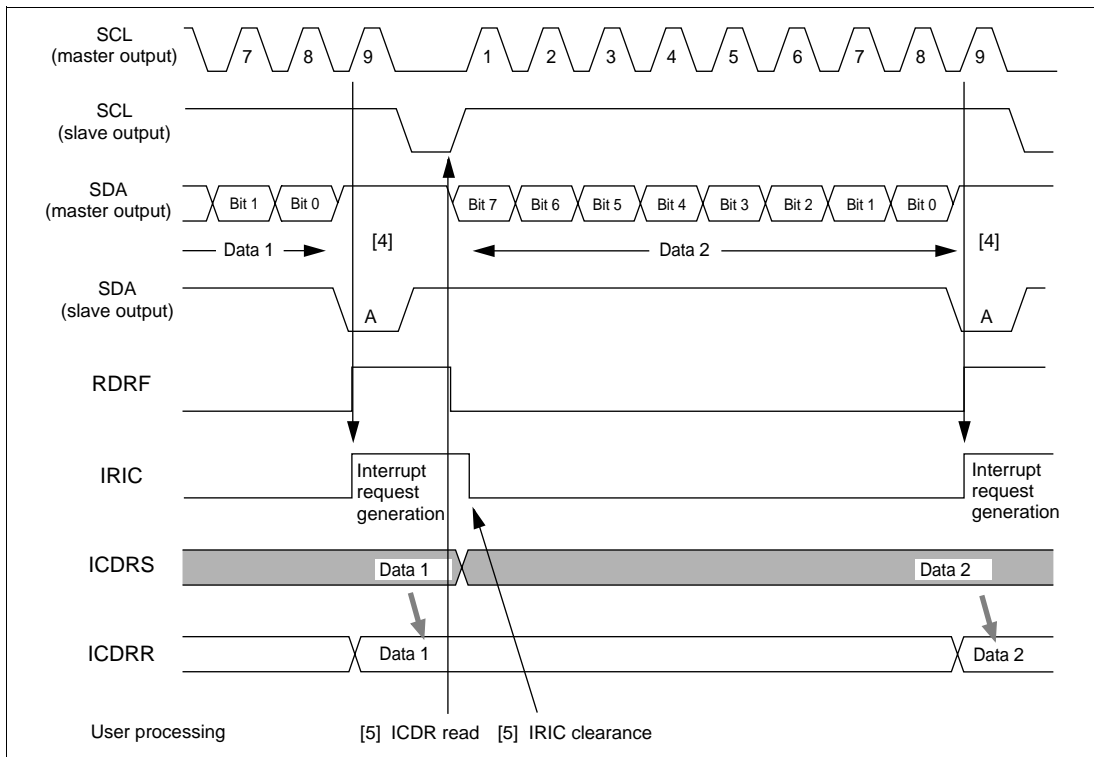 SCL
(master output)
7 8 9 1 2 3 4 5 6 7 8 9
SCL
(slave output)
SDA
(master output)
Bit 1 Bit 0 Bit 7 Bit 6 Bit 5 Bit 4 Bit 3 Bit 2 Bit 1 Bit 0
Data 1 [4] Data 2 [4]
SDA
(slave output)
A A
RDRF
IRIC
Interrupt
request
generation
Interrupt
request
generation
ICDRS
Data 1 Data 2
ICDRR
Data 1 Data 2
User processing [5] ICDR read [5] IRIC clearance